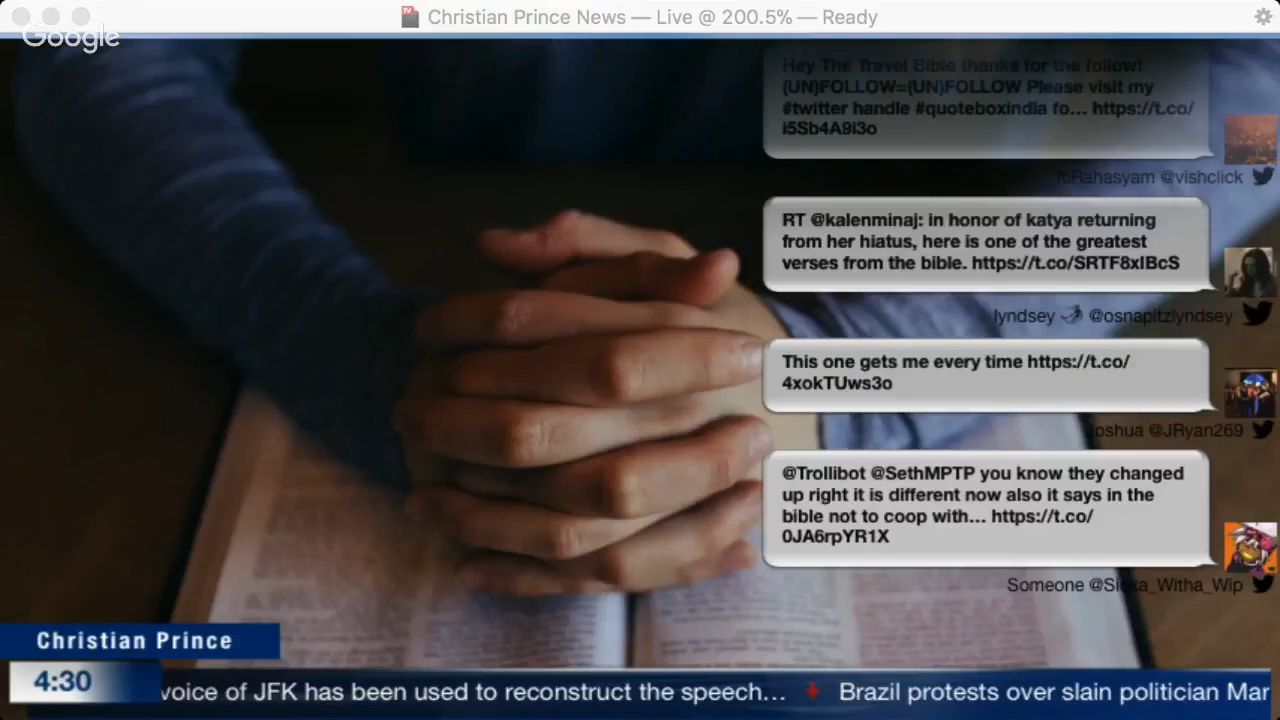 Christian Prince News — Live @ 200.5% — Ready
Google
Hey The Travel Bible thanks for the follow!
(UN)FOLLOW=(UN)FOLLOW Please visit my
#twitter handle #quoteboxindia fo... https://t.co/
i5Sb4A9i3o
@vishclick
RT @kalenminaj: in honor of katya returning
from her hiatus, here is one of the greatest
verses from the bible. https://t.co/SRTF8xIBcS
lyndsey @osnapitzlyndsey
This one gets me every time https://t.co/
4xokTUws3o
Joshua @JRyan269
@Trollibot @SethMPTP you know they changed
up right it is different now also it says in the
bible not to coop with... https://t.co/
0JA6rpYR1X
Someone
Christian Prince
4:30
voice of JFK has been used to reconstruct the speech... Brazil protests over slain politician Mar